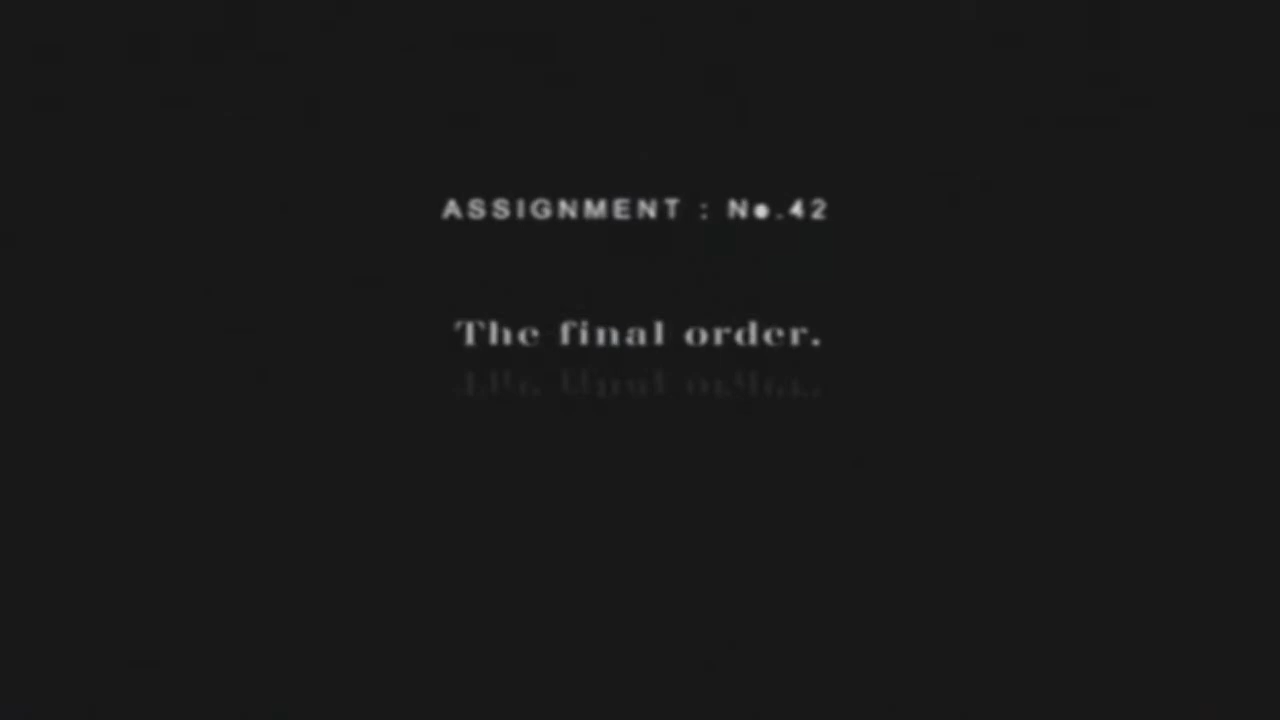 ASSIGNMENT : No.42
The final order.